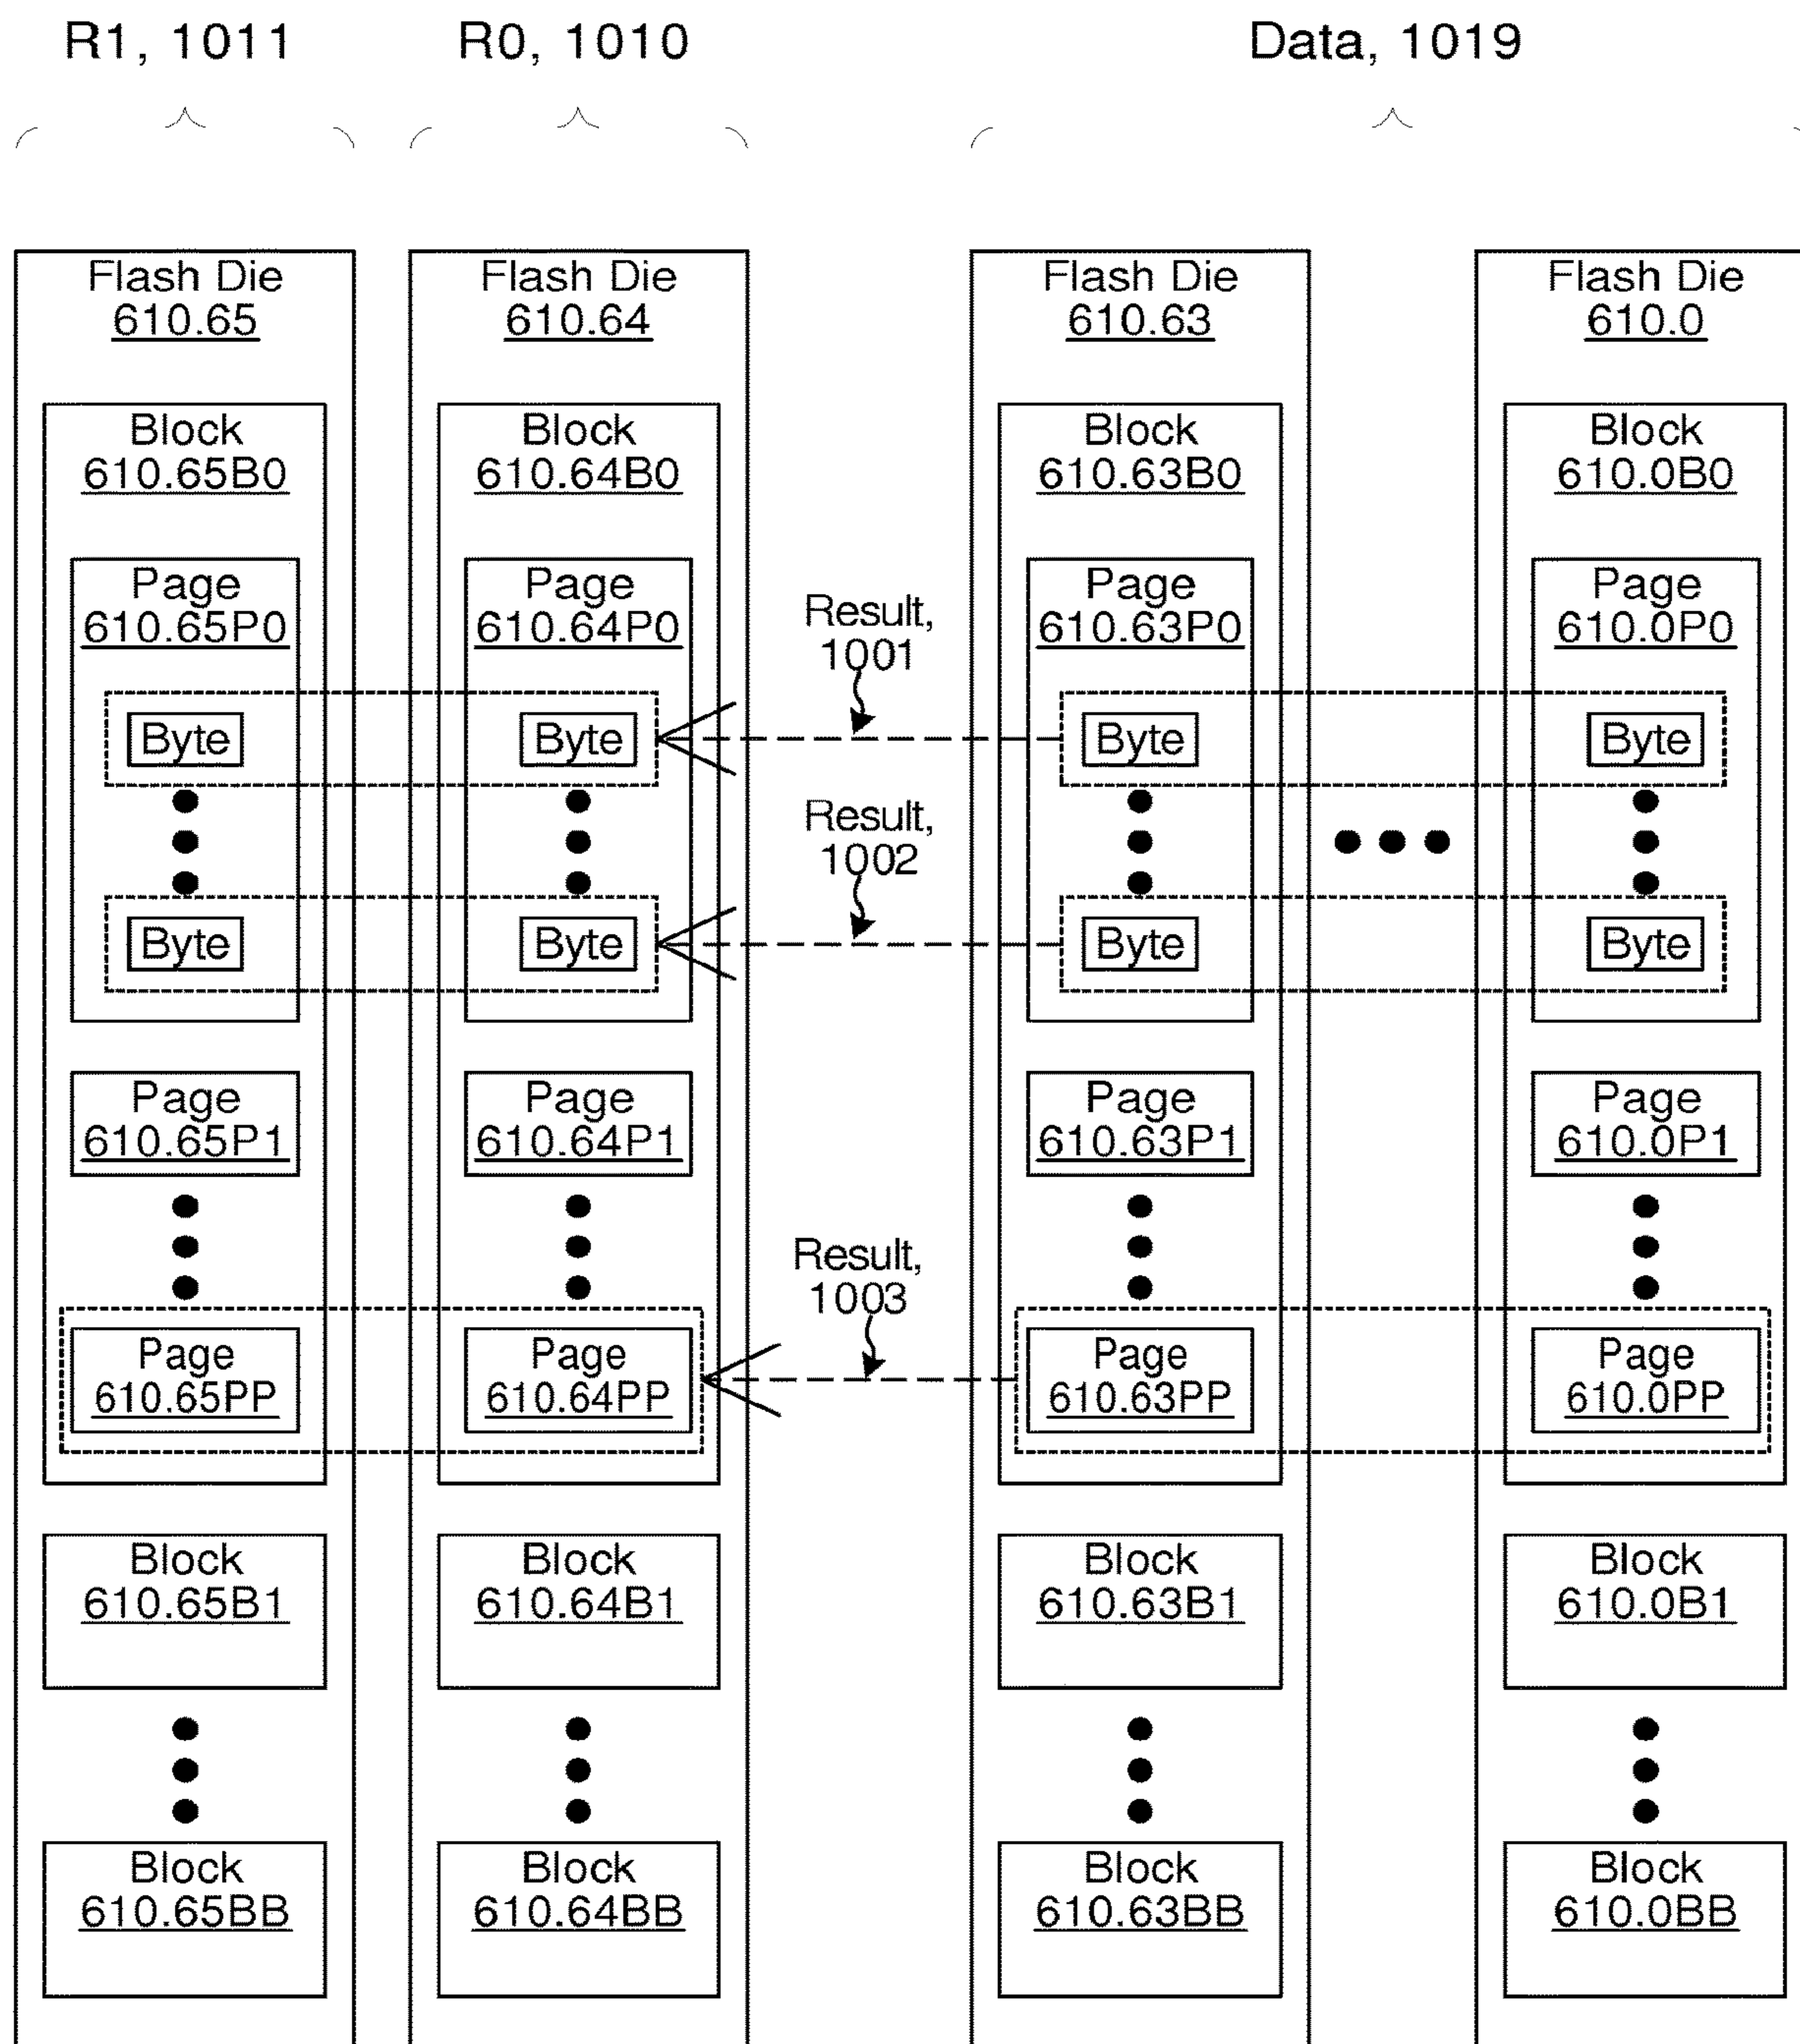 R1, 1011
R0, 1010
Data, 1019
Flash Die
610.65
Flash Die
610.64
Flash Die
610.63
Flash Die
610.0
Block
610.65B0
Block
610.64B0
Block
610.63B0
Block
610.0B0
Page
610.65P0
Page
610.64P0
Result,
1001
Page
610.63P0
Page
610.0P0
Byte
Byte
Byte
Byte
Result,
1002
Byte
Byte
Byte
Byte
Page
610.65P1
Page
610.64P1
Page
610.63P1
Page
610.0P1
Result,
1003
Page
610.65PP
Page
610.64PP
Page
610.63PP
Page
610.0PP
Block
610.65B1
Block
610.64B1
Block
610.63B1
Block
610.0B1
Block
610.65BB
Block
610.64BB
Block
610.63BB
Block
610.0BB